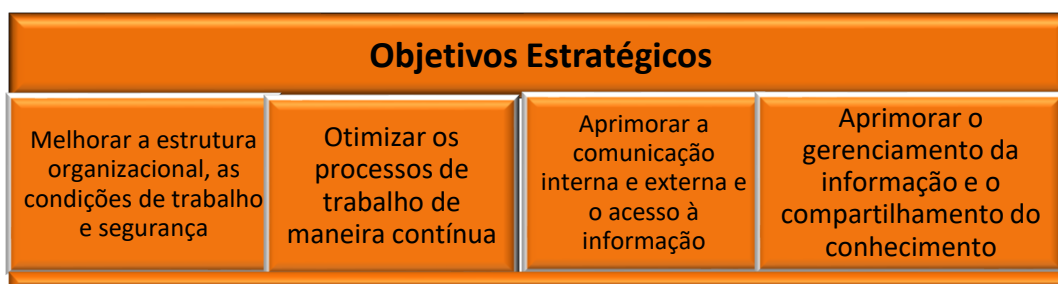 Objetivos Estratégicos
Melhorar a estrutura
organizacional, as
condições de trabalho
e segurança
Otimizar os
processos de
trabalho de
maneira contínua
Aprimorar a
comunicação
interna e externa e
o acesso à
informação
Aprimorar o
gerenciamento da
informação e o
compartilhamento do
conhecimento